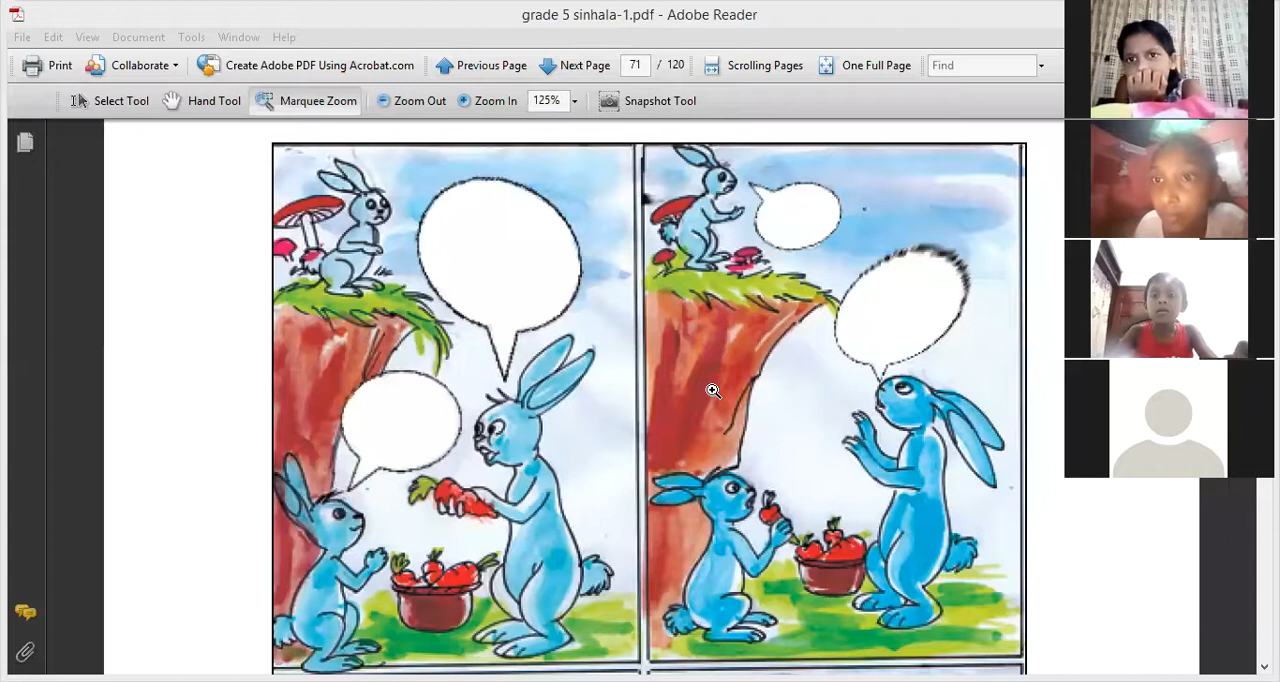 grade 5 sinhala-1.pdf - Adobe Reader
File Edit View Document Tools Window Help
Print Collaborate Create Adobe PDF Using Acrobat.com Previous Page Next Page 71 / 120 Scrolling Pages One Full Page Find
Select Tool Hand Tool Marquee Zoom Zoom Out Zoom In 125% Snapshot Tool